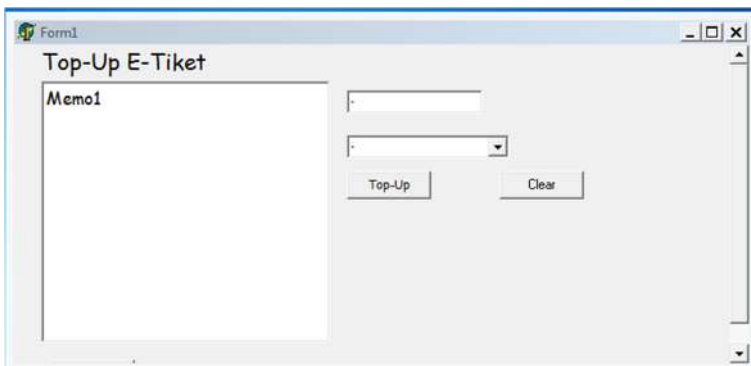 Form1
Top-Up E-Tiket
Memo1
-
-
Top-Up
Clear